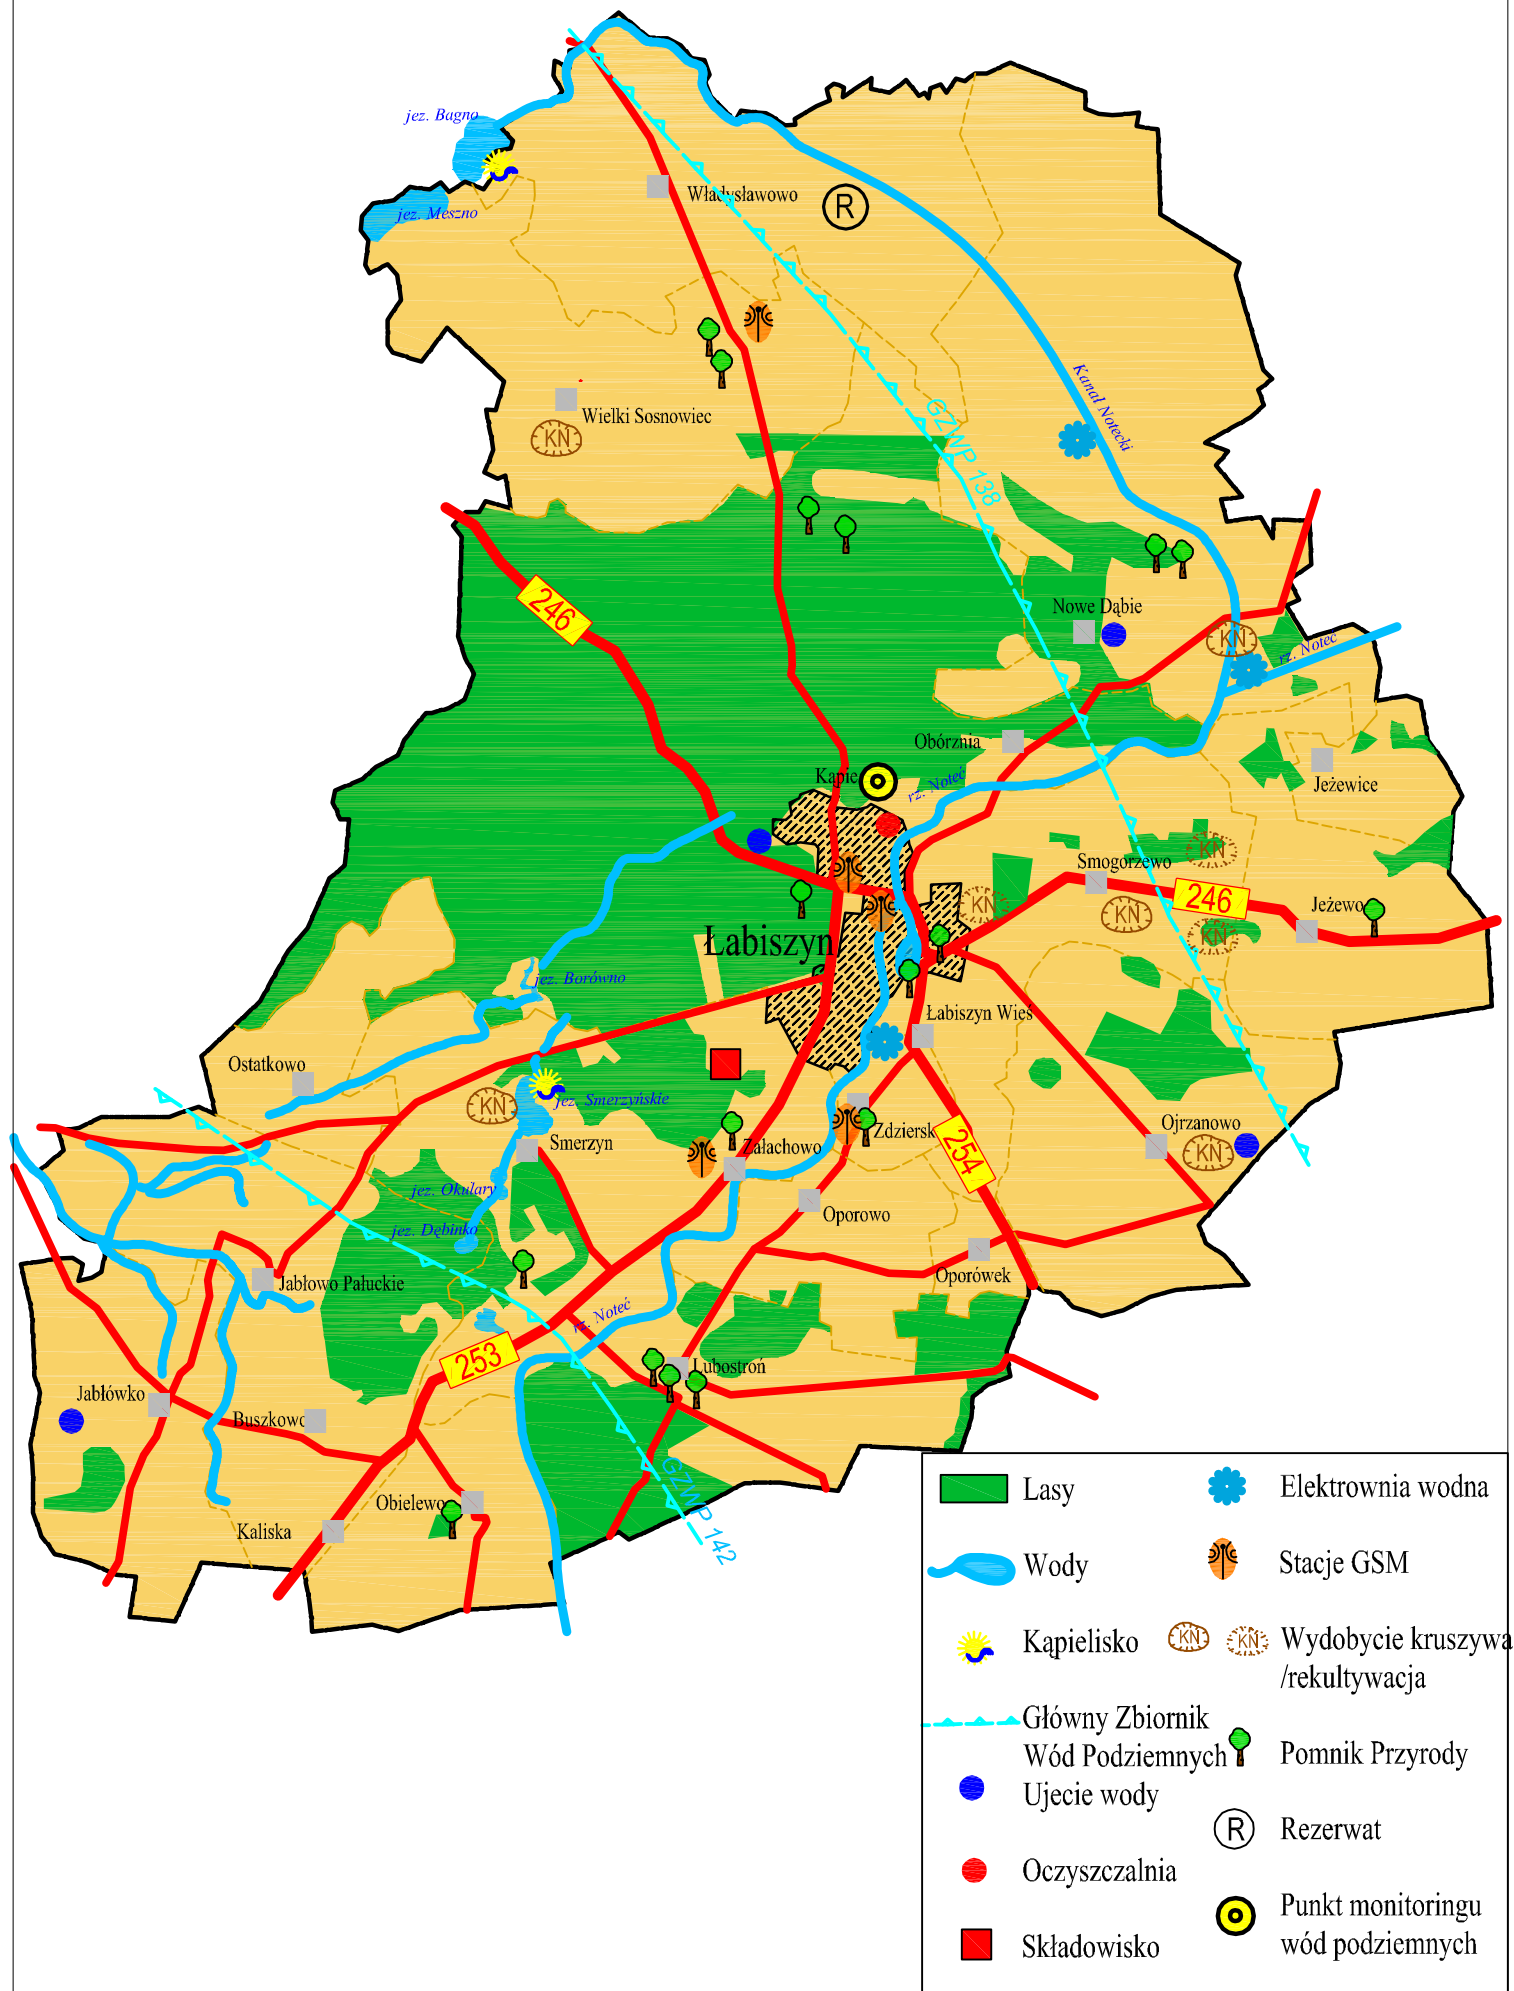 jez. Bagno
jez. Meszno
Władysławowo
R
Kanał Notecki
Wielki Sosnowiec
KN
GZWP 138
246
Nowe Dąbie
KN
rz. Noteć
Obórznia
Kąpie
rz. Noteć
Jeżewice
KN
Smogorzewo
246
KN
KN
Jeżewo
KN
Łabiszyn
jez. Borówno
Łabiszyn Wieś
Ostatkowo
KN
jez. Smerzyńskie
Smerzyn
Załachowo
Zdziersk
254
Ojrzanowo
KN
jez. Okulary
jez. Dębinko
Oporowo
Oporówek
Jabłowo Pałuckie
rz. Noteć
253
Lubostroń
Jabłówko
Buszkowo
GZWP 142
Obielewo
Kaliska
Lasy
Elektrownia wodna
Wody
Stacje GSM
Kąpielisko
KN
KN
Wydobycie kruszywa
/rekultywacja
Główny Zbiornik
Wód Podziemnych
Pomnik Przyrody
Ujecie wody
R
Rezerwat
Oczyszczalnia
Punkt monitoringu
wód podziemnych
Składowisko